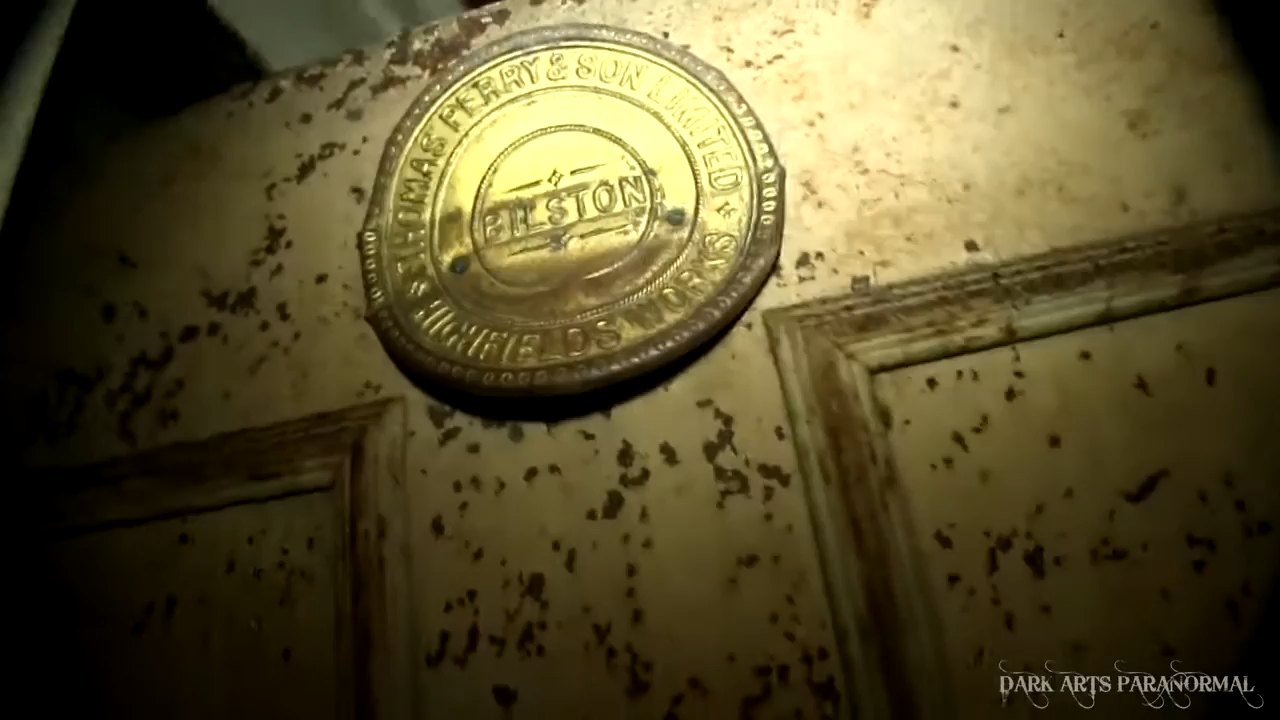 THOMAS PERRY & SON LIMITED
BILSTON
HIGHFIELDS WORKS
DARK ARTS PARANORMAL